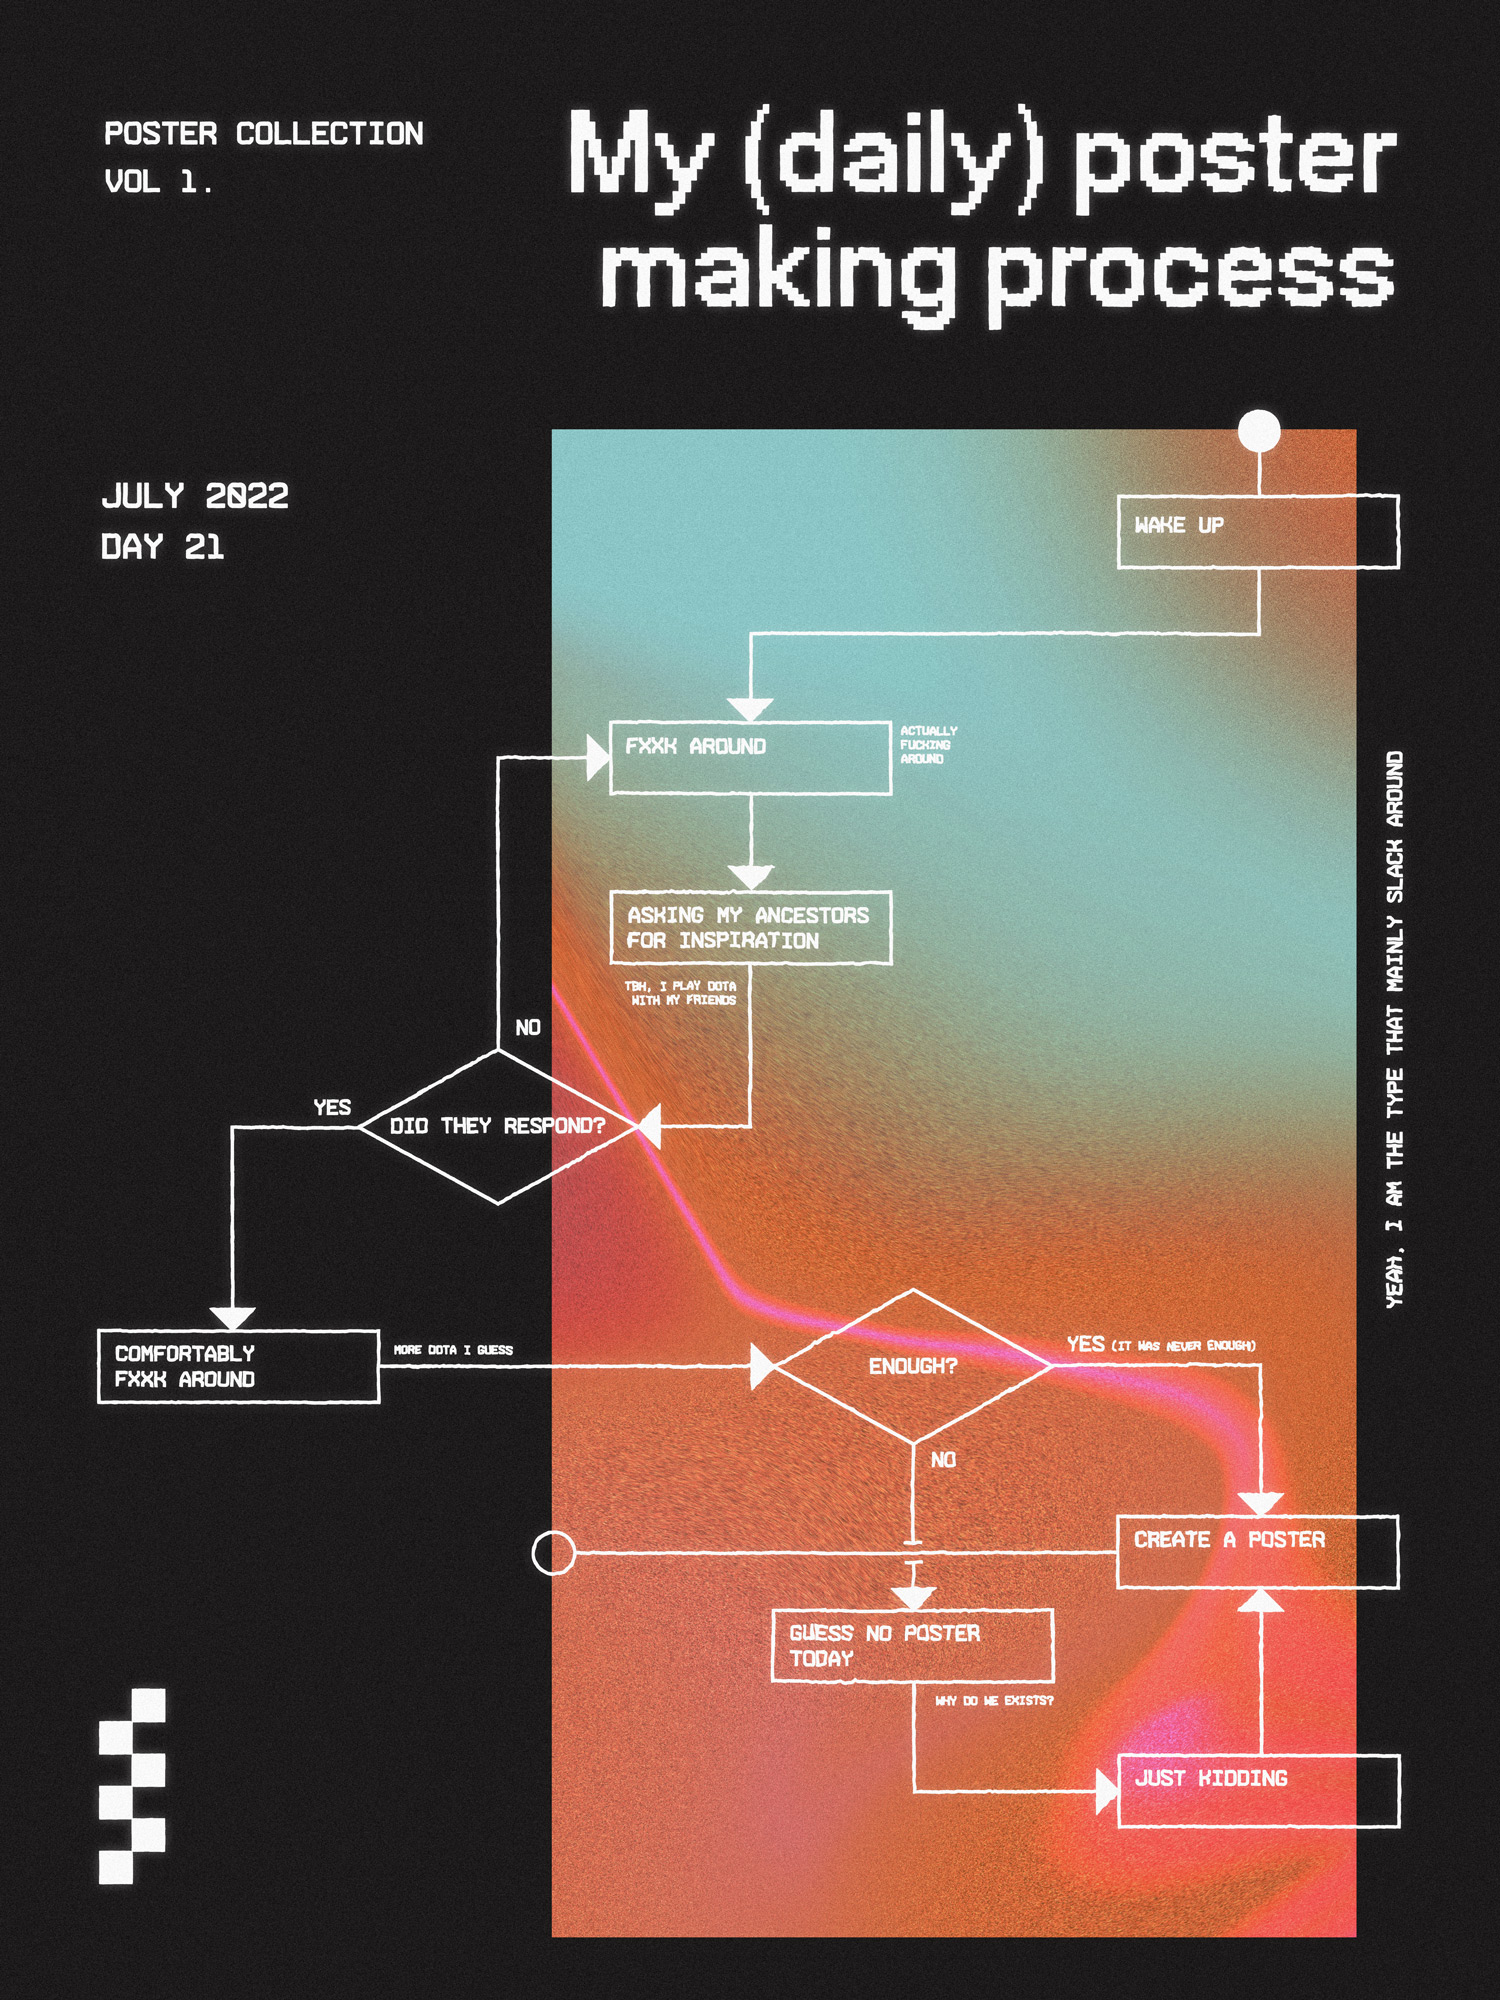 POSTER COLLECTION
VOL 1.
My (daily) poster
making process
JULY 2022
DAY 21
WAKE UP
FXXK AROUND
ACTUALLY
FUCKING
AROUND
ASKING MY ANCESTORS
FOR INSPIRATION
TBH, I PLAY DOTA
WITH MY FRIENDS
NO
YES
DID THEY RESPOND?
COMFORTABLY
FXXK AROUND
MORE DOTA I GUESS
ENOUGH?
YES (IT WAS NEVER ENOUGH)
NO
CREATE A POSTER
GUESS NO POSTER
TODAY
WHY DO WE EXISTS?
JUST KIDDING
YEAH, I AM THE TYPE THAT MAINLY SLACK AROUND